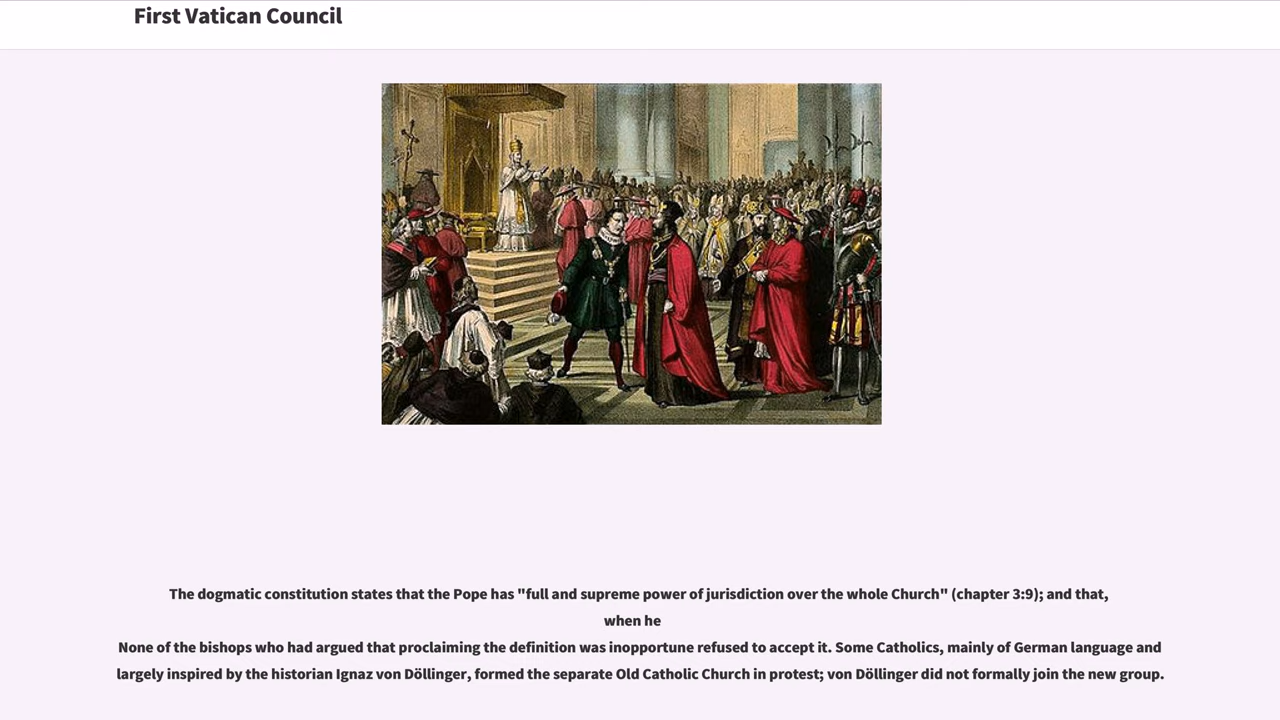 First Vatican Council
The dogmatic constitution states that the Pope has "full and supreme power of jurisdiction over the whole Church" (chapter 3:9); and that,
when he
None of the bishops who had argued that proclaiming the definition was inopportune refused to accept it. Some Catholics, mainly of German language and
largely inspired by the historian Ignaz von Döllinger, formed the separate Old Catholic Church in protest; von Döllinger did not formally join the new group.